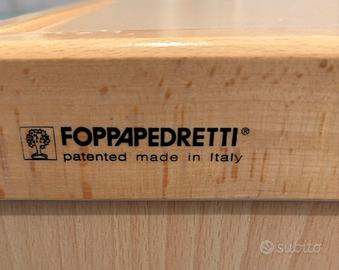 FOPPAPEDRETTI®
patented made in Italy
subito